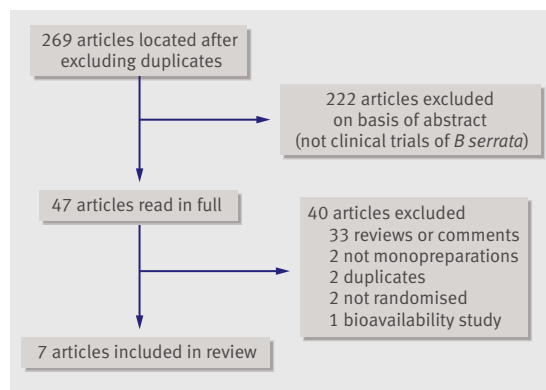 269 articles located after
excluding duplicates
222 articles excluded
on basis of abstract
(not clinical trials of B serrata)
47 articles read in full
40 articles excluded
33 reviews or comments
2 not monopreparations
2 duplicates
2 not randomised
1 bioavailability study
7 articles included in review